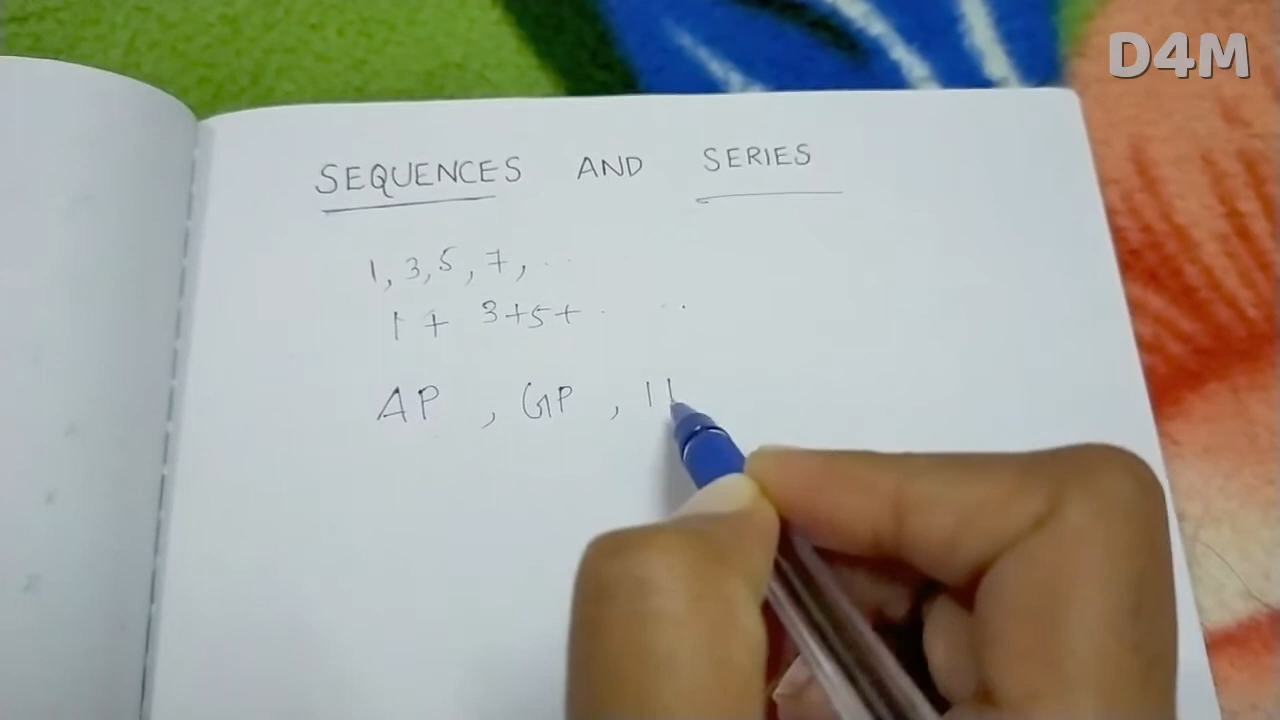 D4M
SEQUENCES AND SERIES
1, 3, 5, 7, ...
1 + 3+5+ . . .
AP , GP ,